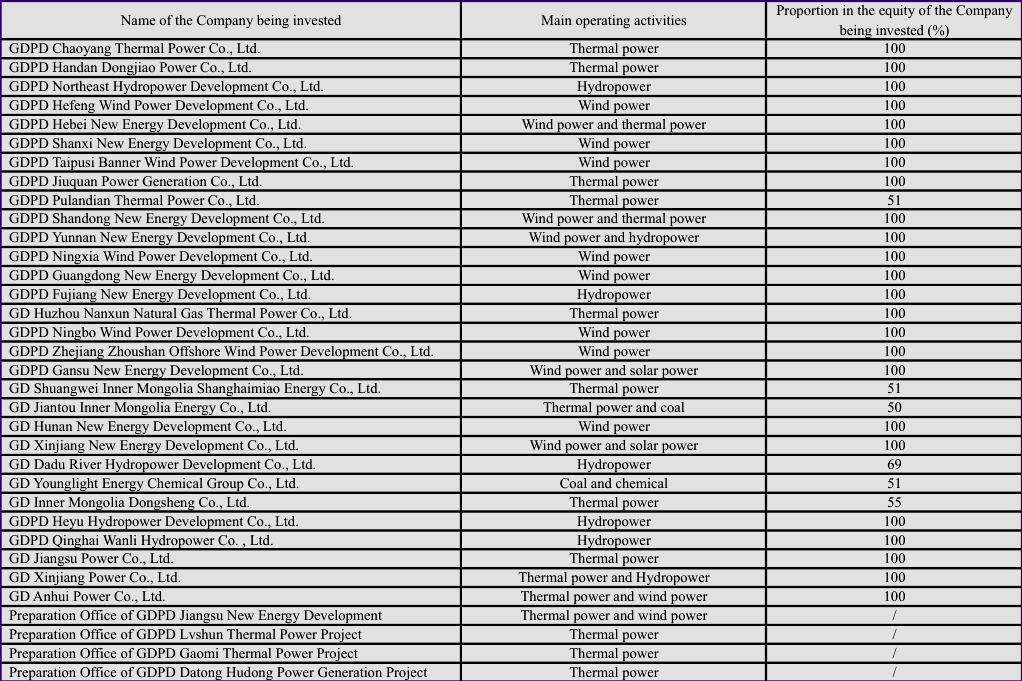 Name of the Company being invested Main operating activities Proportion in the equity of the Company
being invested (%)
GDPD Chaoyang Thermal Power Co., Ltd. Thermal power 100
GDPD Handan Dongjiao Power Co., Ltd. Thermal power 100
GDPD Northeast Hydropower Development Co., Ltd. Hydropower 100
GDPD Hefeng Wind Power Development Co., Ltd. Wind power 100
GDPD Hebei New Energy Development Co., Ltd. Wind power and thermal power 100
GDPD Shanxi New Energy Development Co., Ltd. Wind power 100
GDPD Taipusi Banner Wind Power Development Co., Ltd. Wind power 100
GDPD Jiuquan Power Generation Co., Ltd. Thermal power 100
GDPD Pulandian Thermal Power Co., Ltd. Thermal power 51
GDPD Shandong New Energy Development Co., Ltd. Wind power and thermal power 100
GDPD Yunnan New Energy Development Co., Ltd. Wind power and hydropower 100
GDPD Ningxia Wind Power Development Co., Ltd. Wind power 100
GDPD Guangdong New Energy Development Co., Ltd. Wind power 100
GDPD Fujiang New Energy Development Co., Ltd. Hydropower 100
GD Huzhou Nanxun Natural Gas Thermal Power Co., Ltd. Thermal power 100
GDPD Ningbo Wind Power Development Co., Ltd. Wind power 100
GDPD Zhejiang Zhoushan Offshore Wind Power Development Co., Ltd. Wind power 100
GDPD Gansu New Energy Development Co., Ltd. Wind power and solar power 100
GD Shuangwei Inner Mongolia Shanghaimiao Energy Co., Ltd. Thermal power 51
GD Jiantou Inner Mongolia Energy Co., Ltd. Thermal power and coal 50
GD Hunan New Energy Development Co., Ltd. Wind power 100
GD Xinjiang New Energy Development Co., Ltd. Wind power and solar power 100
GD Dadu River Hydropower Development Co., Ltd. Hydropower 69
GD Younglight Energy Chemical Group Co., Ltd. Coal and chemical 51
GD Inner Mongolia Dongsheng Co., Ltd. Thermal power 55
GDPD Heyu Hydropower Development Co., Ltd. Hydropower 100
GDPD Qinghai Wanli Hydropower Co. , Ltd. Hydropower 100
GD Jiangsu Power Co., Ltd. Thermal power 100
GD Xinjiang Power Co., Ltd. Thermal power and Hydropower 100
GD Anhui Power Co., Ltd. Thermal power and wind power 100
Preparation Office of GDPD Jiangsu New Energy Development Thermal power and wind power /
Preparation Office of GDPD Lvshun Thermal Power Project Thermal power /
Preparation Office of GDPD Gaomi Thermal Power Project Thermal power /
Preparation Office of GDPD Datong Hudong Power Generation Project Thermal power /